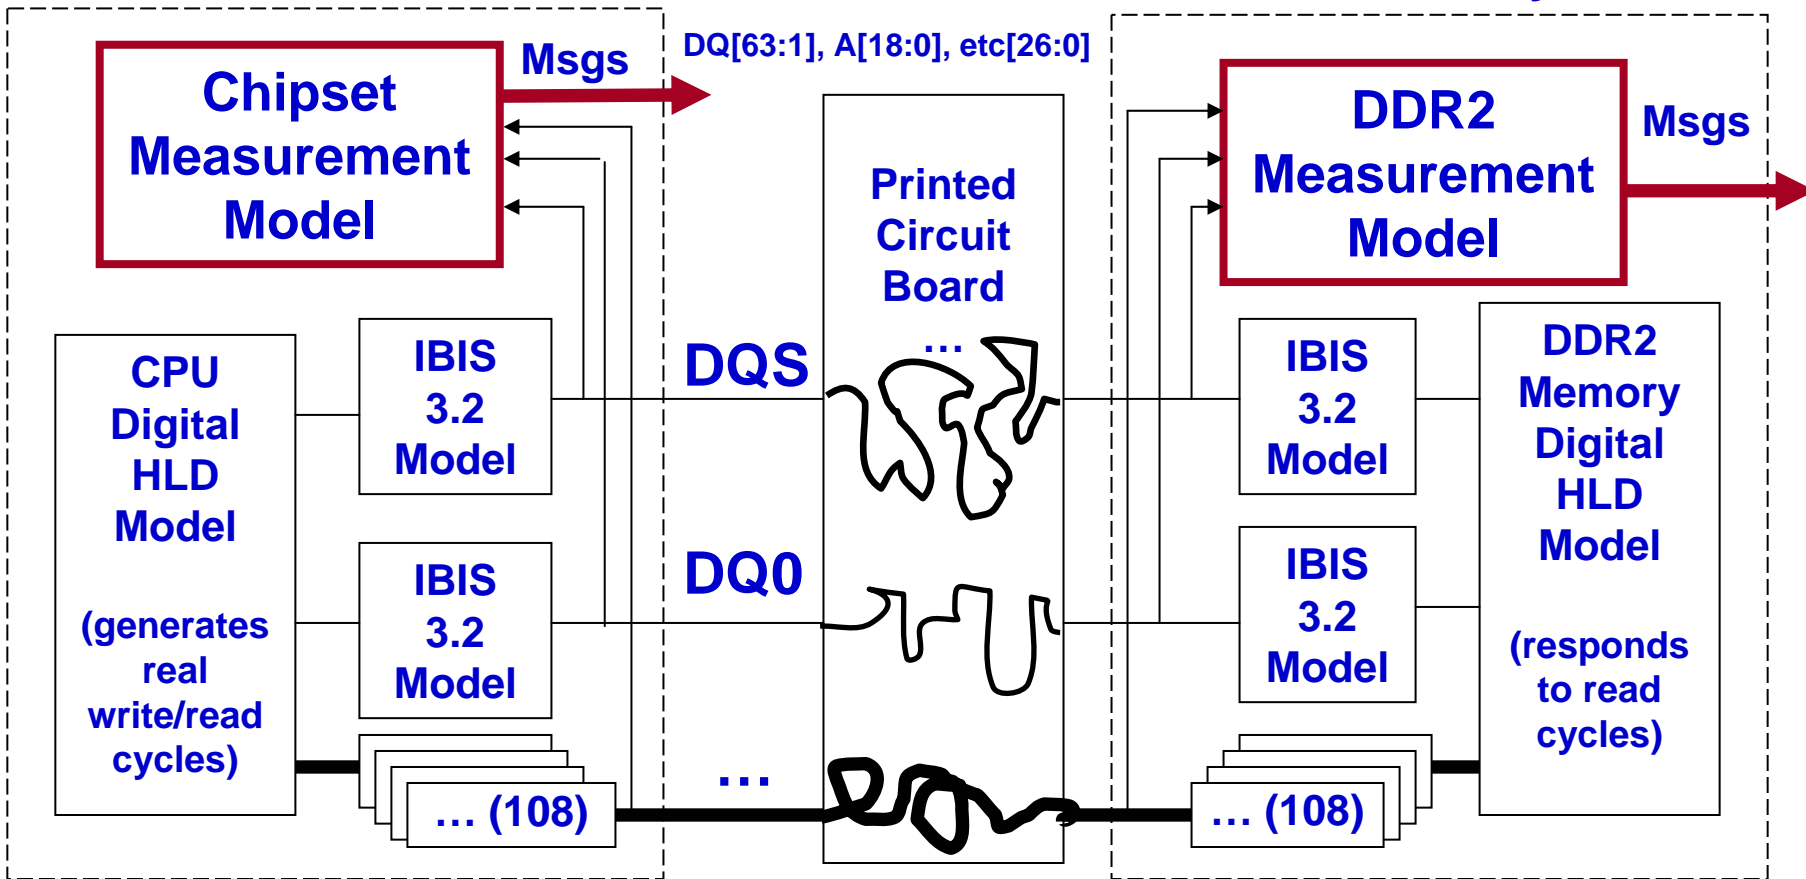 DQ[63:1], A[18:0], etc[26:0]
Msgs
Chipset
Measurement
Model
DDR2
Measurement
Model
Msgs
Printed
Circuit
Board
...
CPU
Digital
HLD
Model
(generates
real
write/read
cycles)
IBIS
3.2
Model
DQS
IBIS
3.2
Model
DQ0
... (108)
...
IBIS
3.2
Model
IBIS
3.2
Model
... (108)
DDR2
Memory
Digital
HLD
Model
(responds
to read
cycles)